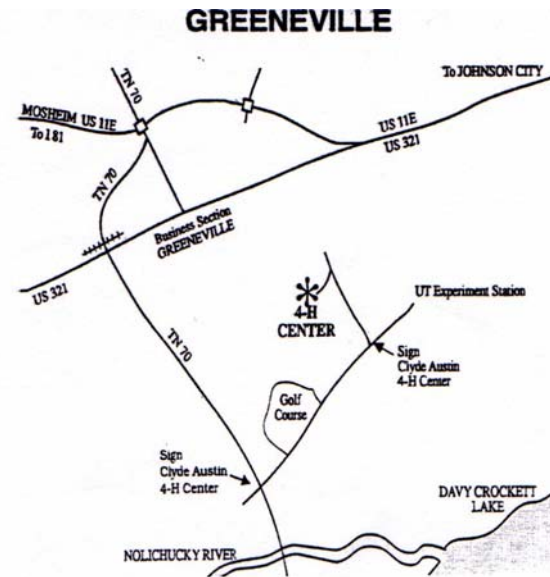 GREENEVILLE
TN 70
To JOHNSON CITY
MOSHEIM US 11E
To 181
US 11E
US 321
TN 70
Business Section
GREENEVILLE
US 321
4-H
CENTER
UT Experiment Station
TN 70
Sign
Clyde Austin
4-H Center
Golf
Course
Sign
Clyde Austin
4-H Center
DAVY CROCKETT
LAKE
NOLICHUCKY RIVER